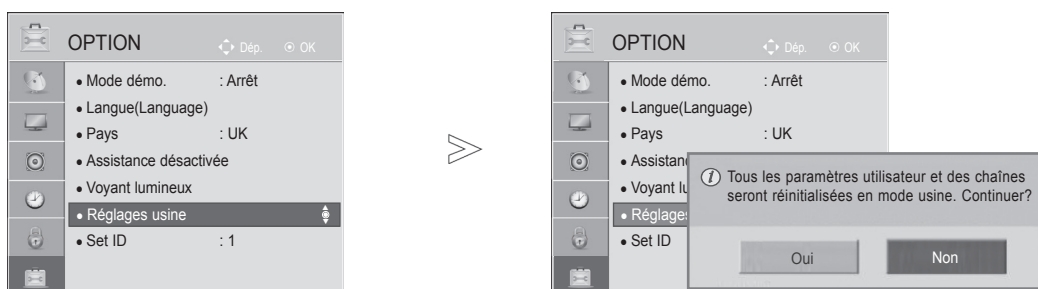 OPTION Dép. OK
• Mode démo. : Arrêt
• Langue(Language)
• Pays : UK
• Assistance désactivée
• Voyant lumineux
• Réglages usine
• Set ID : 1
OPTION Dép. OK
• Mode démo. : Arrêt
• Langue(Language)
• Pays : UK
• Assistan
• Voyant lu
• Réglages
• Set ID
Tous les paramètres utilisateur et des chaînes
seront réinitialisées en mode usine. Continuer?
Oui Non